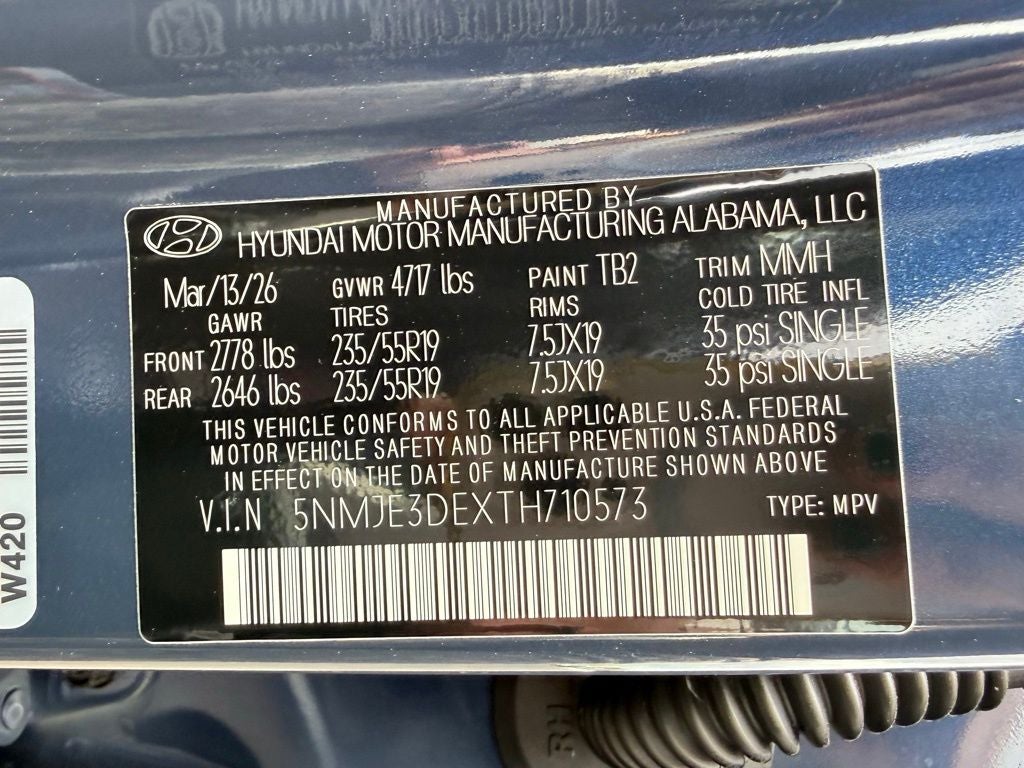 MANUFACTURED BY
HYUNDAI MOTOR MANUFACTURING ALABAMA, LLC
Mar/13/26 GVWR 4717 lbs PAINT TB2 TRIM MMH
GAWR TIRES RIMS COLD TIRE INFL
FRONT 2778 lbs 235/55R19 7.5JX19 35 psi SINGLE
REAR 2646 lbs 235/55R19 7.5JX19 35 psi SINGLE
THIS VEHICLE CONFORMS TO ALL APPLICABLE U.S.A. FEDERAL
MOTOR VEHICLE SAFETY AND THEFT PREVENTION STANDARDS
IN EFFECT ON THE DATE OF MANUFACTURE SHOWN ABOVE
V.I.N 5NMJE3DEXTH710573 TYPE: MPV
W420
RH